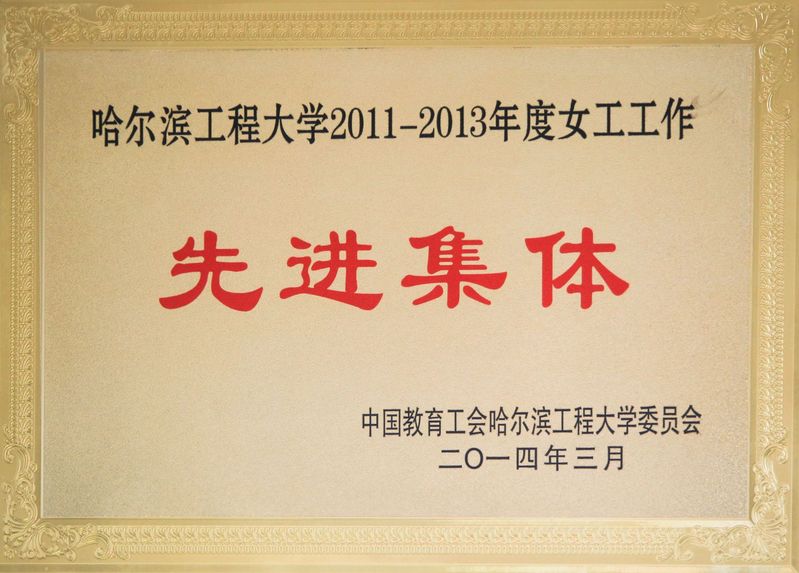 哈尔滨工程大学2011-2013年度女工工作
先进集体
中国教育工会哈尔滨工程大学委员会
二〇一四年三月